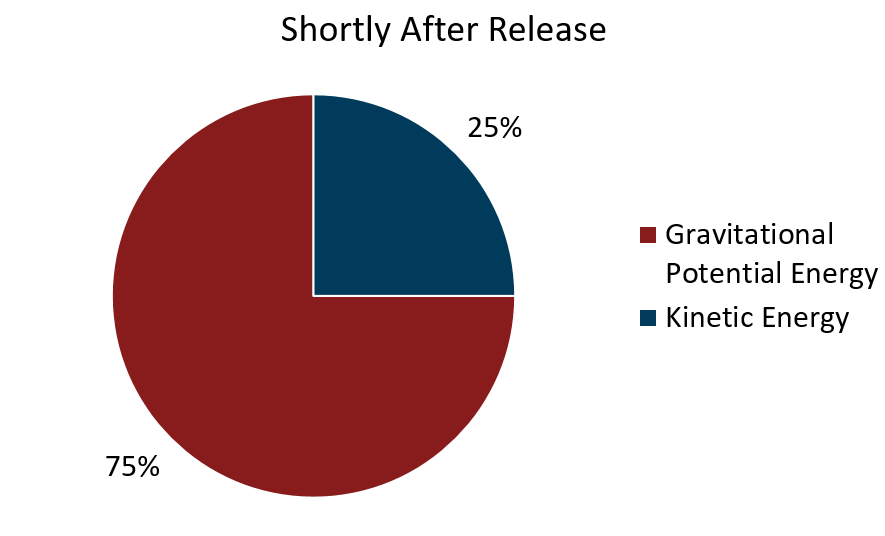 Shortly After Release
25%
Gravitational
Potential Energy
Kinetic Energy
75%